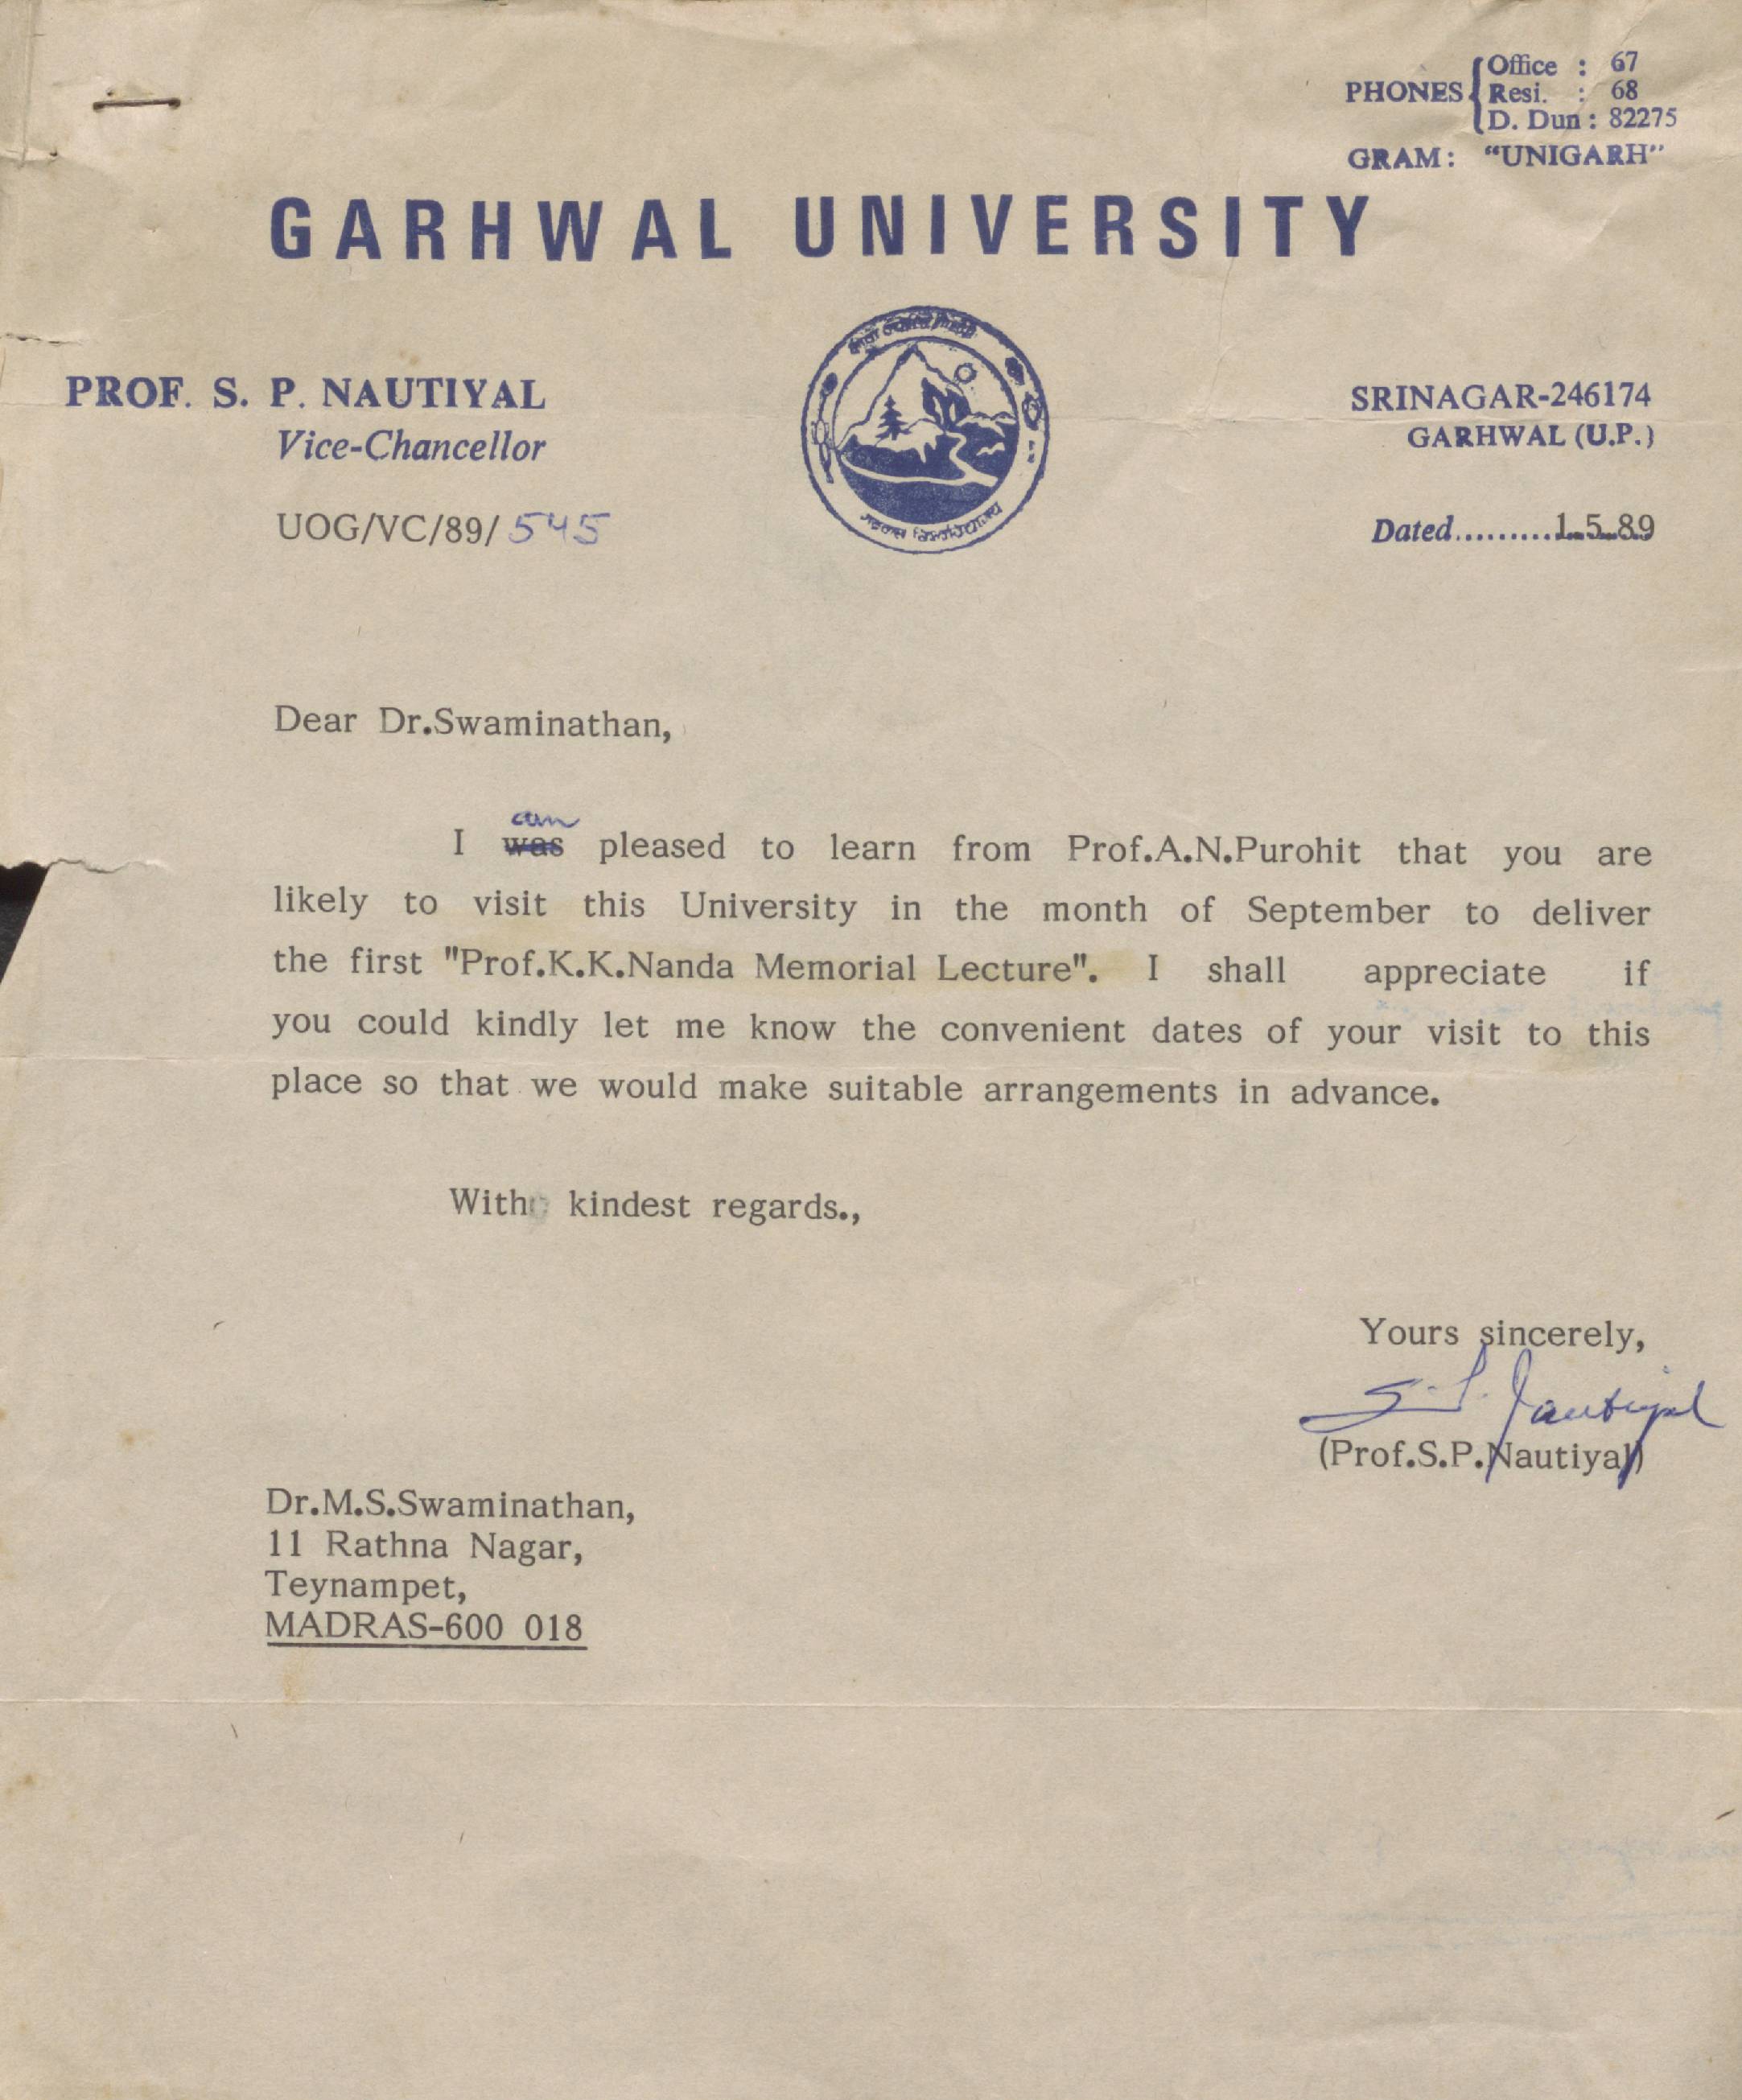 PHONES
Office : 67
Resi. : 68
D. Dun : 82275
GRAM: "UNIGARH"
GARHWAL UNIVERSITY
PROF. S. P. NAUTIYAL
Vice-Chancellor
SRINAGAR-246174
GARHWAL (U.P.)
UOG/VC/89/ 545
Dated..........1-5-89
Dear Dr.Swaminathan,
am
I was pleased to learn from Prof.A.N.Purohit that you are
likely to visit this University in the month of September to deliver
the first "Prof.K.K.Nanda Memorial Lecture". I shall appreciate if
you could kindly let me know the convenient dates of your visit to this
place so that we would make suitable arrangements in advance.
With kindest regards.,
Yours sincerely,
S. P. Nautiyal
(Prof.S.P.Nautiyal)
Dr.M.S.Swaminathan,
11 Rathna Nagar,
Teynampet,
MADRAS-600 018